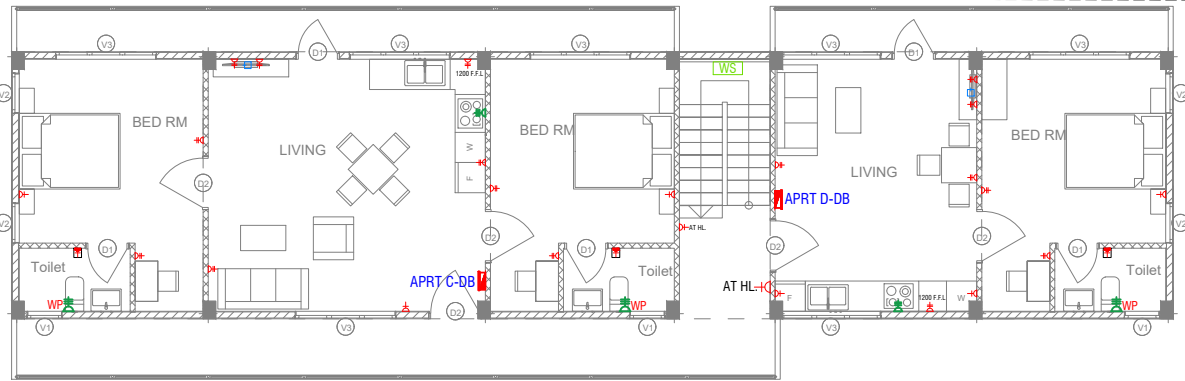 V3
D1
V3
V3
V3
D1
V3
1200 F.F.L
WS
V2
V2
BED RM
LIVING
BED RM
LIVING
BED RM
W
F
D2
APRT D-DB
V2
V2
AT HL
D2
D2
D2
D1
D1
D1
Toilet
Toilet
Toilet
APRT C-DB
AT HL
F
1200 F.F.L
W
WP
WP
WP
D2
V1
V3
V1
V3
V1